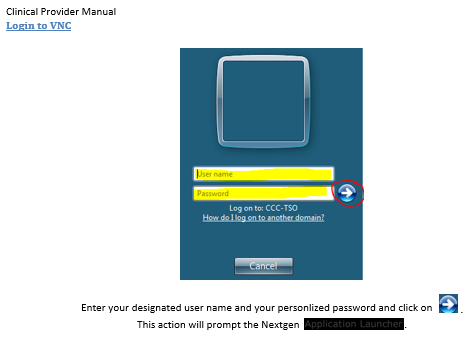 Clinical Provider Manual
Login to VNC
User name
Password
Log on to: CCC-TSO
How do I log on to another domain?
Cancel
Enter your designated user name and your personlized password and click on .
This action will prompt the Nextgen Application Launcher.